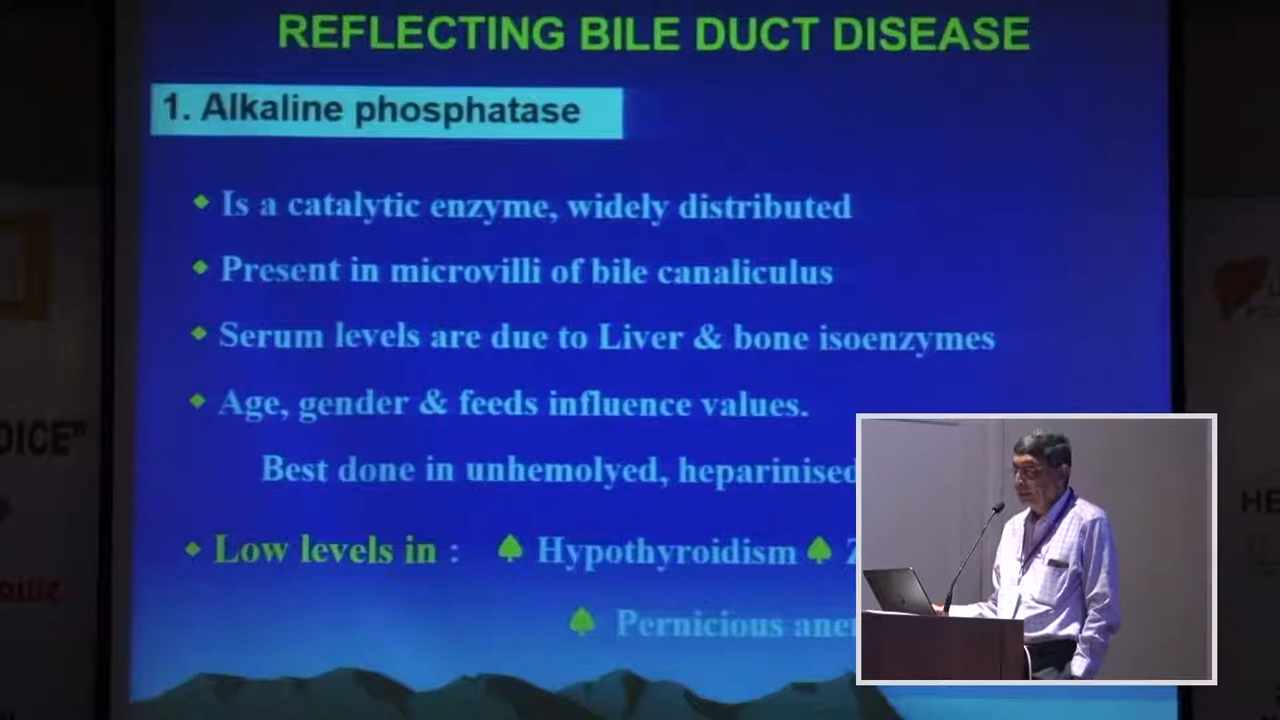 REFLECTING BILE DUCT DISEASE
1. Alkaline phosphatase
Is a catalytic enzyme, widely distributed
Present in microvilli of bile canaliculus
Serum levels are due to Liver & bone isoenzymes
Age, gender & feeds influence values.
Best done in unhemolyed, heparinised
Low levels in : Hypothyroidism
Pernicious
DICE"
HE